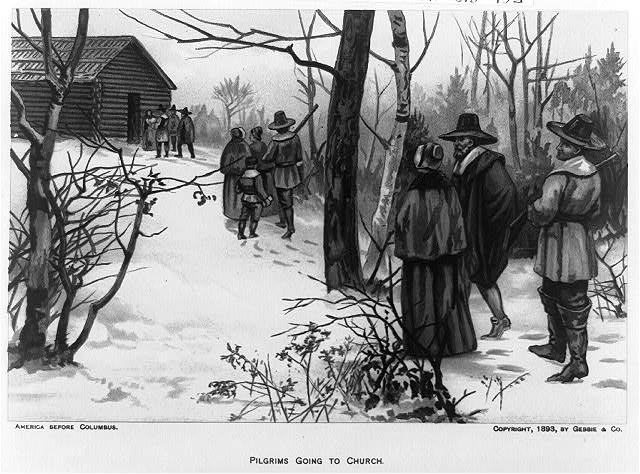 AMERICA BEFORE COLUMBUS.
COPYRIGHT, 1893, BY GEBBIE & CO.
PILGRIMS GOING TO CHURCH.